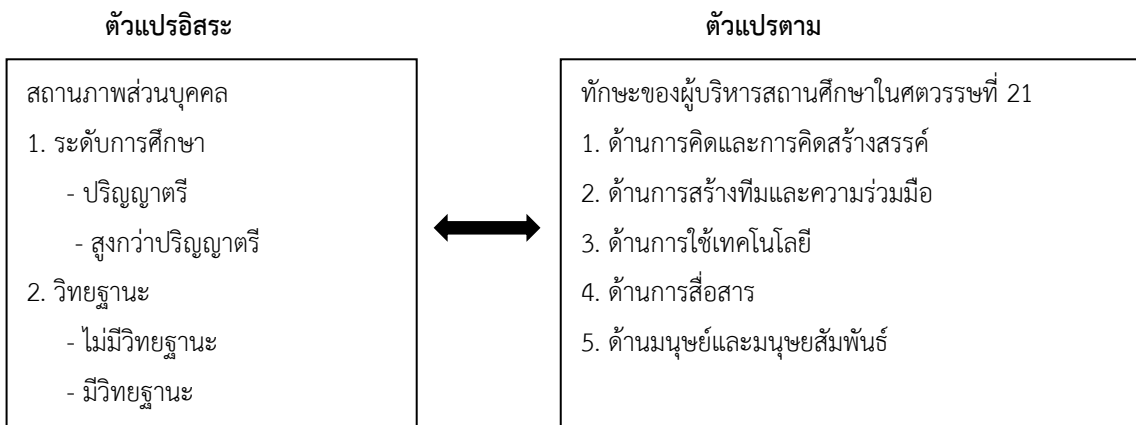 ตัวแปรอิสระ
ตัวแปรตาม
สถานภาพส่วนบุคคล
1. ระดับการศึกษา
- ปริญญาตรี
- สูงกว่าปริญญาตรี
2. วิทยฐานะ
- ไม่มีวิทยฐานะ
- มีวิทยฐานะ
ทักษะของผู้บริหารสถานศึกษาในศตวรรษที่ 21
1. ด้านการคิดและการคิดสร้างสรรค์
2. ด้านการสร้างทีมและความร่วมมือ
3. ด้านการใช้เทคโนโลยี
4. ด้านการสื่อสาร
5. ด้านมนุษย์และมนุษยสัมพันธ์